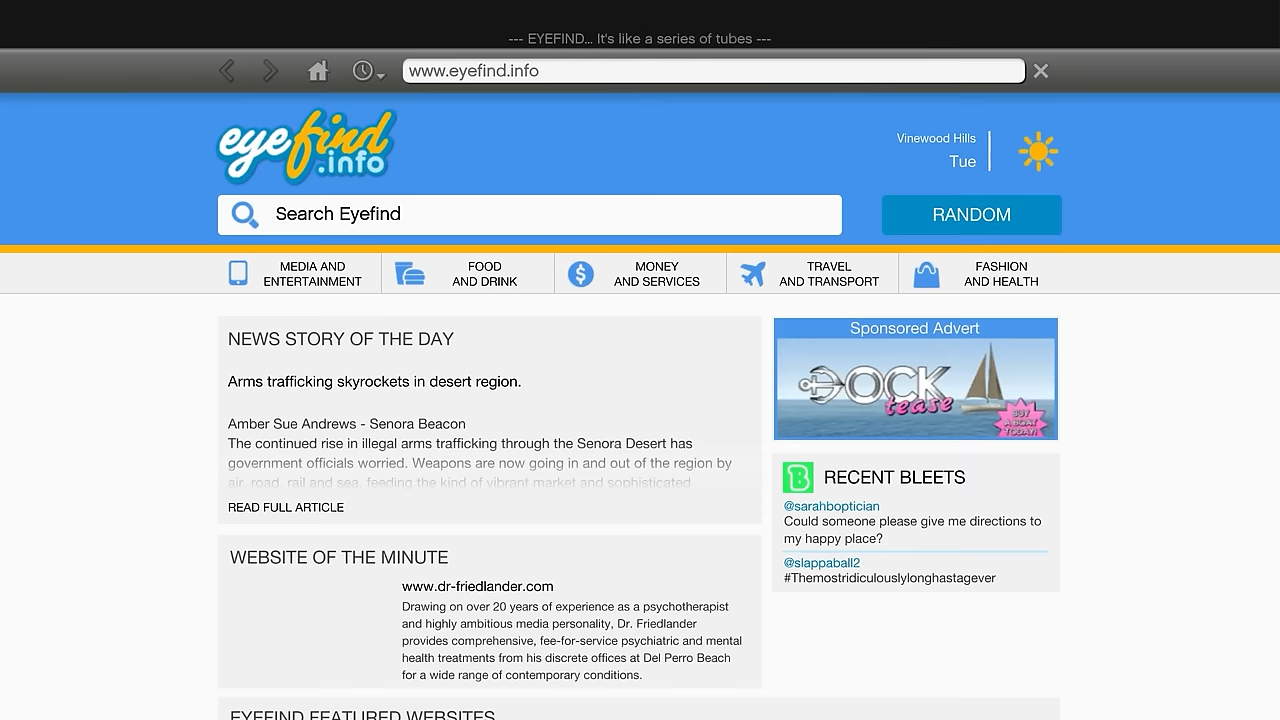 --- EYEFIND... It's like a series of tubes ---
www.eyefind.info
eyefind
.info
Vinewood Hills
Tue
Search Eyefind
RANDOM
MEDIA AND
ENTERTAINMENT
FOOD
AND DRINK
MONEY
AND SERVICES
TRAVEL
AND TRANSPORT
FASHION
AND HEALTH
NEWS STORY OF THE DAY
Arms trafficking skyrockets in desert region.
Amber Sue Andrews - Senora Beacon
The continued rise in illegal arms trafficking through the Senora Desert has
government officials worried. Weapons are now going in and out of the region by
air, road, rail and sea, feeding the kind of vibrant market and sophisticated
READ FULL ARTICLE
WEBSITE OF THE MINUTE
www.dr-friedlander.com
Drawing on over 20 years of experience as a psychotherapist
and highly ambitious media personality, Dr. Friedlander
provides comprehensive, fee-for-service psychiatric and mental
health treatments from his discrete offices at Del Perro Beach
for a wide range of contemporary conditions.
EYEFIND FEATURED WEBSITES
Sponsored Advert
DOCK
tease
BUY
A BOAT
TODAY!
B
RECENT BLEETS
@sarahboptician
Could someone please give me directions to
my happy place?
@slappaball2
#Themostridiculouslylonghastagever